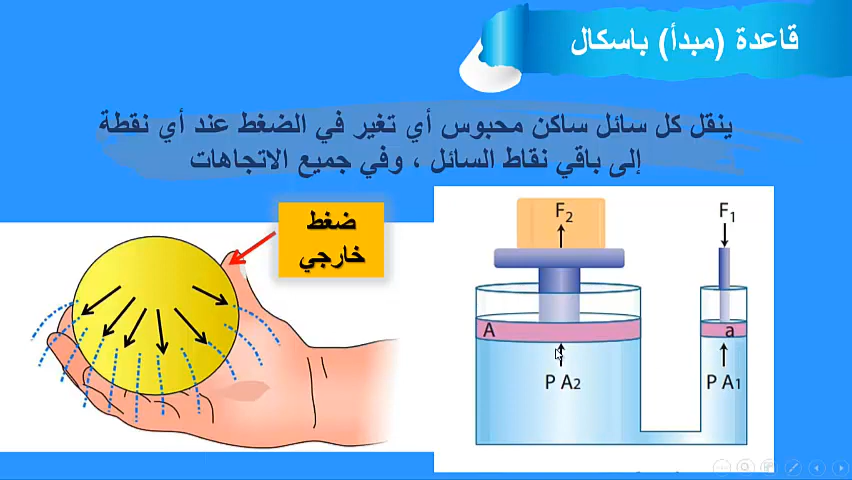 قاعدة (مبدأ) باسكال
ينقل كل سائل ساكن محبوس أي تغير في الضغط عند أي نقطة
إلى باقي نقاط السائل ، وفي جميع الاتجاهات
ضغط
خارجي
F₂
F₁
A
a
P A₂
P A₁